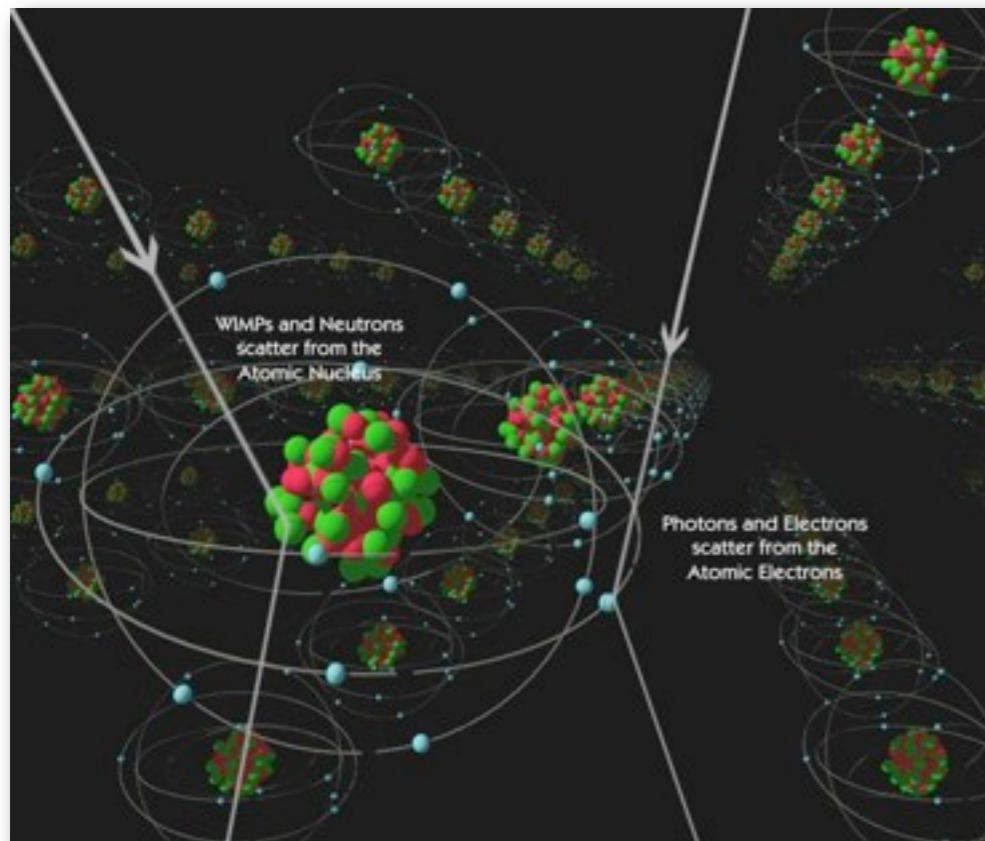 WIMPs and Neutrons
scatter from the
Atomic Nucleus
Photons and Electrons
scatter from the
Atomic Electrons